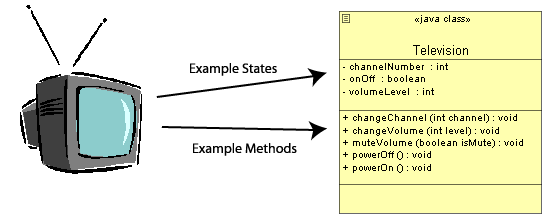 «java class»
Television
Example States
- channelNumber : int
- onOff : boolean
- volumeLevel : int
Example Methods
+ changeChannel (int channel) : void
+ changeVolume (int level) : void
+ muteVolume (boolean isMute) : void
+ powerOff () : void
+ powerOn () : void